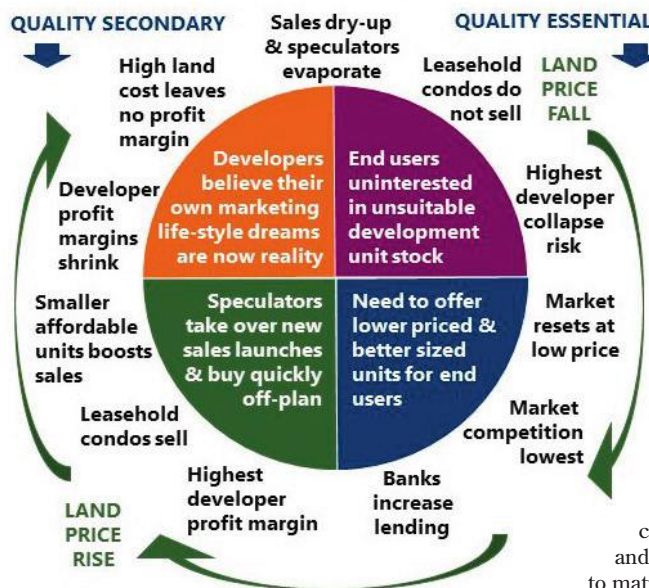 QUALITY SECONDARY
Sales dry-up
& speculators
evaporate
QUALITY ESSENTIAL
High land
cost leaves
no profit
margin
Leasehold
condos do
not sell
LAND
PRICE
FALL
Developers
believe their
own marketing
life-style dreams
are now reality
End users
uninterested
in unsuitable
development
unit stock
Highest
developer
collapse
risk
Developer
profit
margins
shrink
Smaller
affordable
units boosts
sales
Speculators
take over new
sales launches
& buy quickly
off-plan
Need to offer
lower priced &
better sized
units for end
users
Market
resets at
low price
Leasehold
condos sell
Market
competition
lowest
Highest
developer
profit margin
Banks
increase
lending
LAND
PRICE
RISE
and